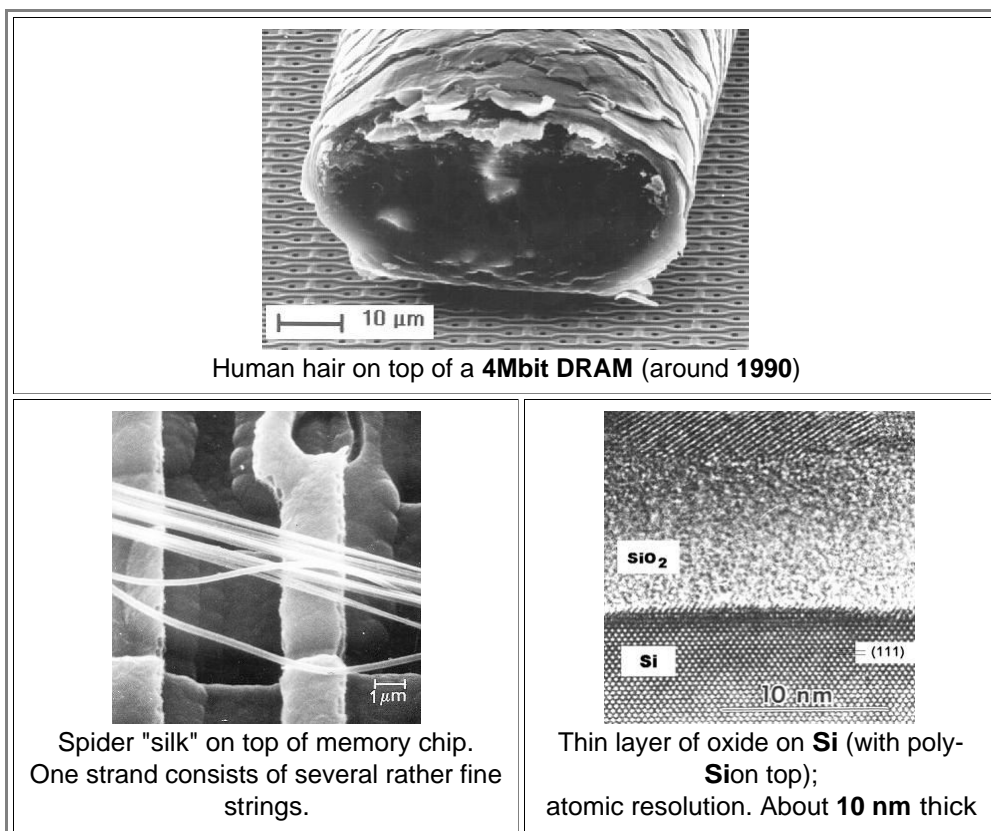 10 µm
Human hair on top of a 4Mbit DRAM (around 1990)
1µm
Spider "silk" on top of memory chip.
One strand consists of several rather fine
strings.
SiO2
Si
(111)
10 nm
Thin layer of oxide on Si (with poly-
Sion top);
atomic resolution. About 10 nm thick